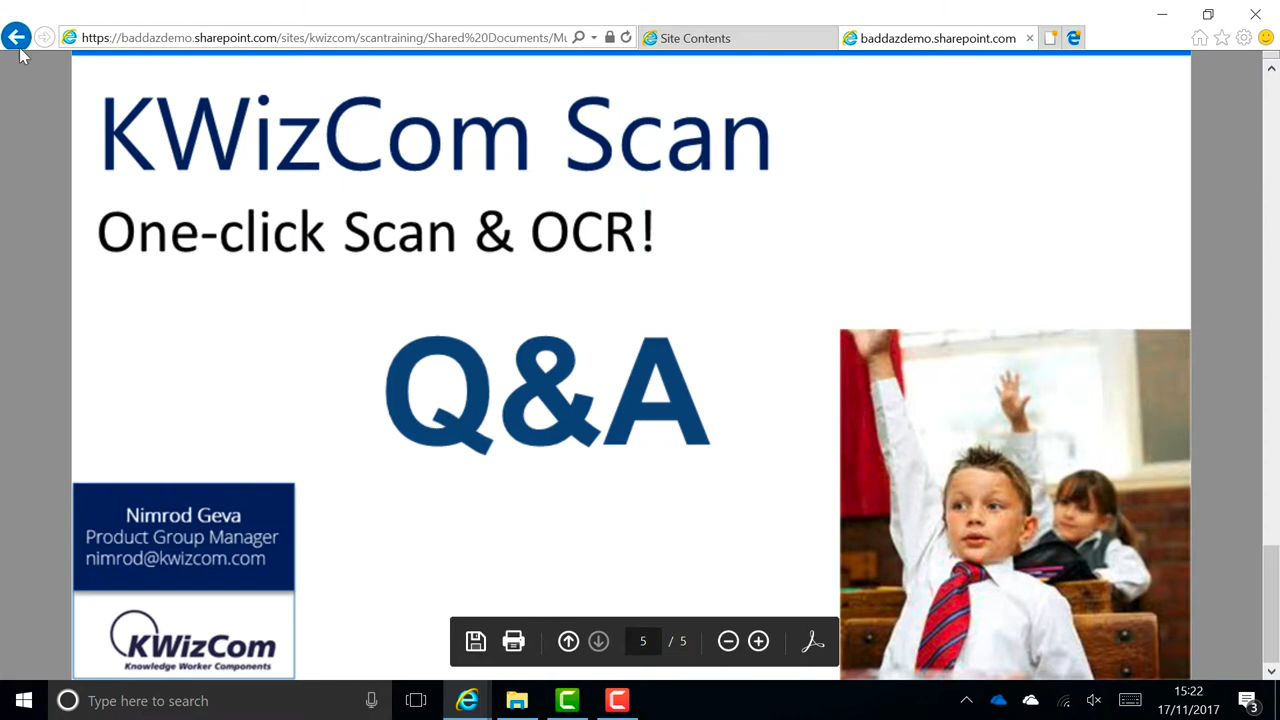 https://baddazdemo.sharepoint.com/sites/kwizcom/scantraining/Shared%20Documents/Mu
Site Contents
baddazdemo.sharepoint.com
KWizCom Scan
One-click Scan & OCR!
Q&A
Nimrod Geva
Product Group Manager
nimrod@kwizcom.com
KWizCom
Knowledge Worker Components
5 / 5
Type here to search
15:22
17/11/2017
3